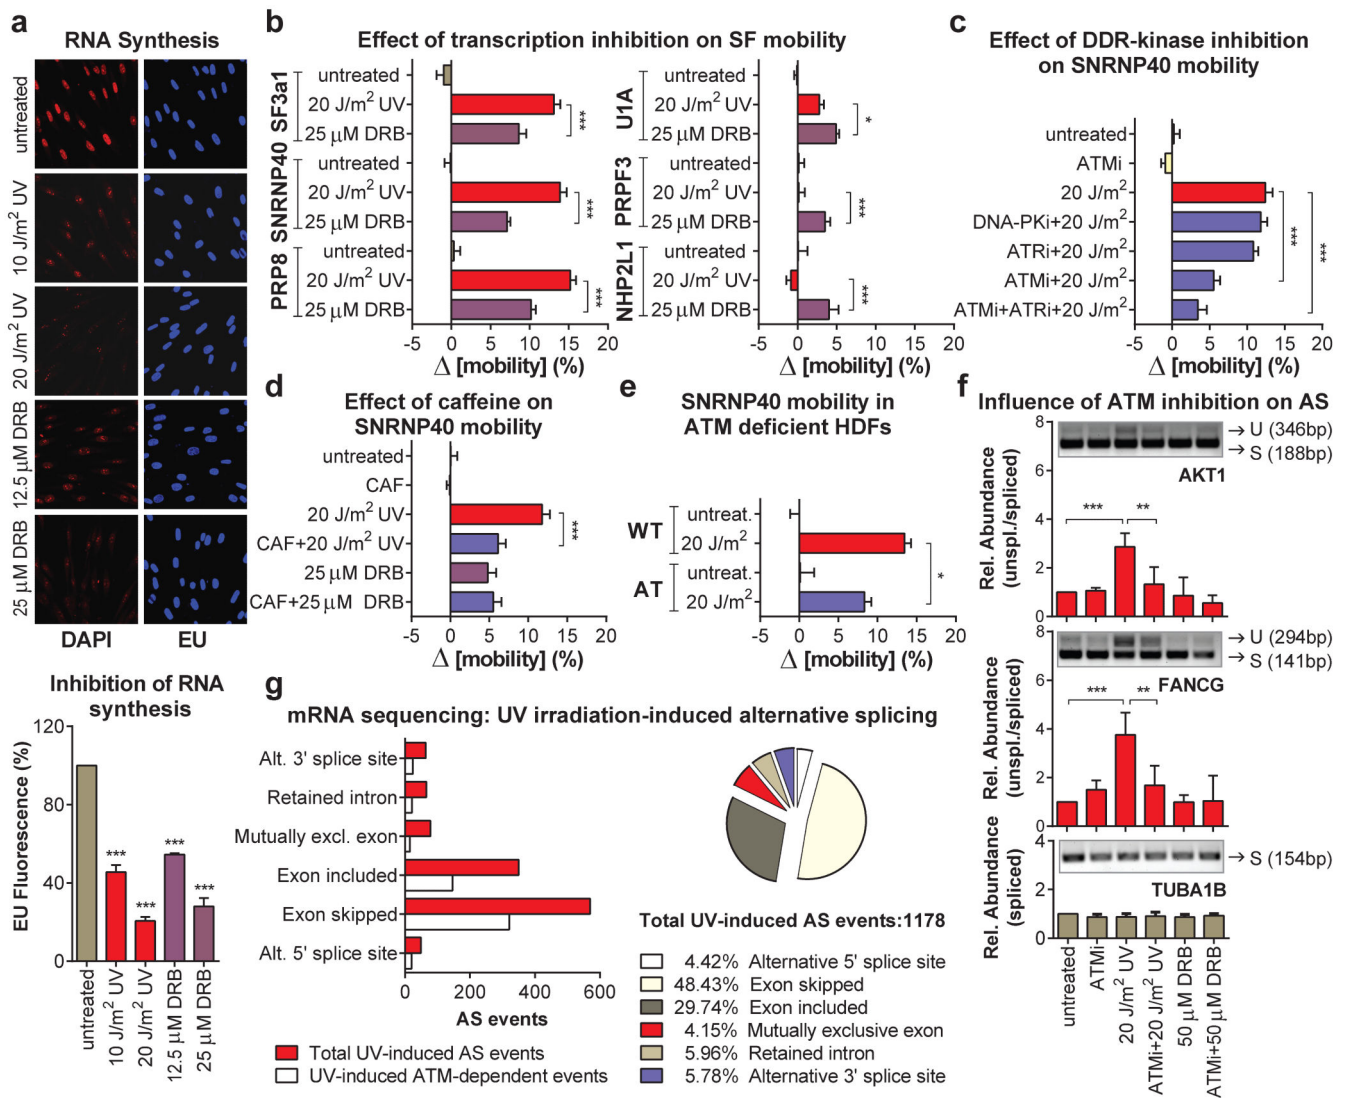 a
RNA Synthesis
untreated
10 J/m² UV
20 J/m² UV
12.5 µM DRB
25 µM DRB
DAPI EU
Inhibition of RNA
synthesis
EU Fluorescence (%)
120
80
40
0
***
***
***
***
untreated
10 J/m² UV
20 J/m² UV
12.5 µM DRB
25 µM DRB
b
Effect of transcription inhibition on SF mobility
SF3a1
untreated
20 J/m² UV
25 µM DRB
***
SNRNP40
untreated
20 J/m² UV
25 µM DRB
***
PRP8
untreated
20 J/m² UV
25 µM DRB
***
-5 0 5 10 15 20
Δ [mobility] (%)
U1A
untreated
20 J/m² UV
25 µM DRB
*
PRPF3
untreated
20 J/m² UV
25 µM DRB
***
NHP2L1
untreated
20 J/m² UV
25 µM DRB
***
-5 0 5 10 15 20
Δ [mobility] (%)
c
Effect of DDR-kinase inhibition
on SNRNP40 mobility
untreated
ATMi
20 J/m²
DNA-PKi+20 J/m²
ATRi+20 J/m²
ATMi+20 J/m²
ATMi+ATRi+20 J/m²
***
***
-5 0 5 10 15 20
Δ [mobility] (%)
d
Effect of caffeine on
SNRNP40 mobility
untreated
CAF
20 J/m² UV
CAF+20 J/m² UV
25 µM DRB
CAF+25 µM DRB
***
-5 0 5 10 15 20
Δ [mobility] (%)
e
SNRNP40 mobility in
ATM deficient HDFs
WT
untreat.
20 J/m²
AT
untreat.
20 J/m²
*
-5 0 5 10 15 20
Δ [mobility] (%)
f
Influence of ATM inhibition on AS
Rel. Abundance
(unspl./spliced)
8
6
4
2
0
→ U (346bp)
→ S (188bp)
AKT1
*** **
Rel. Abundance
(unspl./spliced)
8
6
4
2
0
→ U (294bp)
→ S (141bp)
FANCG
*** **
Rel. Abundance
(spliced)
4
2
0
→ S (154bp)
TUBA1B
untreated
ATMi
20 J/m² UV
ATMi+20 J/m² UV
50 µM DRB
ATMi+50 µM DRB
g
mRNA sequencing: UV irradiation-induced alternative splicing
Alt. 3' splice site
Retained intron
Mutually excl. exon
Exon included
Exon skipped
Alt. 5' splice site
0 200 400 600
AS events
Total UV-induced AS events
UV-induced ATM-dependent events
Total UV-induced AS events:1178
4.42% Alternative 5' splice site
48.43% Exon skipped
29.74% Exon included
4.15% Mutually exclusive exon
5.96% Retained intron
5.78% Alternative 3' splice site